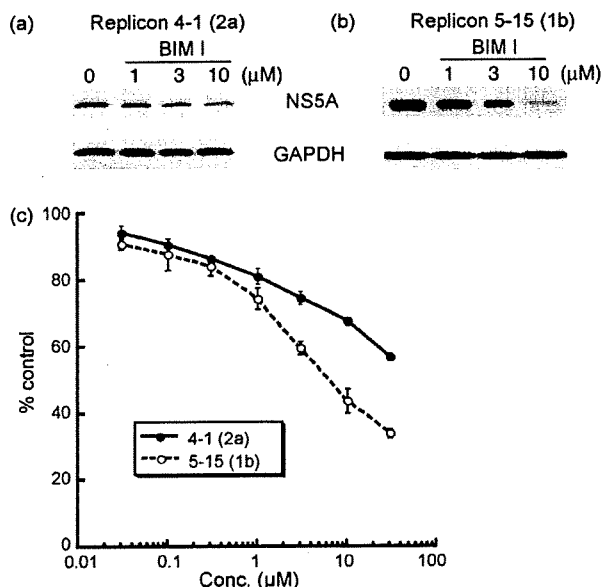 (a) Replicon 4-1 (2a)
BIM I
0 1 3 10 (μM)
(b) Replicon 5-15 (1b)
BIM I
0 1 3 10 (μM)
NS5A
GAPDH
(c)
100
80
60
40
20
0
% control
4-1 (2a)
5-15 (1b)
0.01 0.1 1 10 100
Conc. (μM)